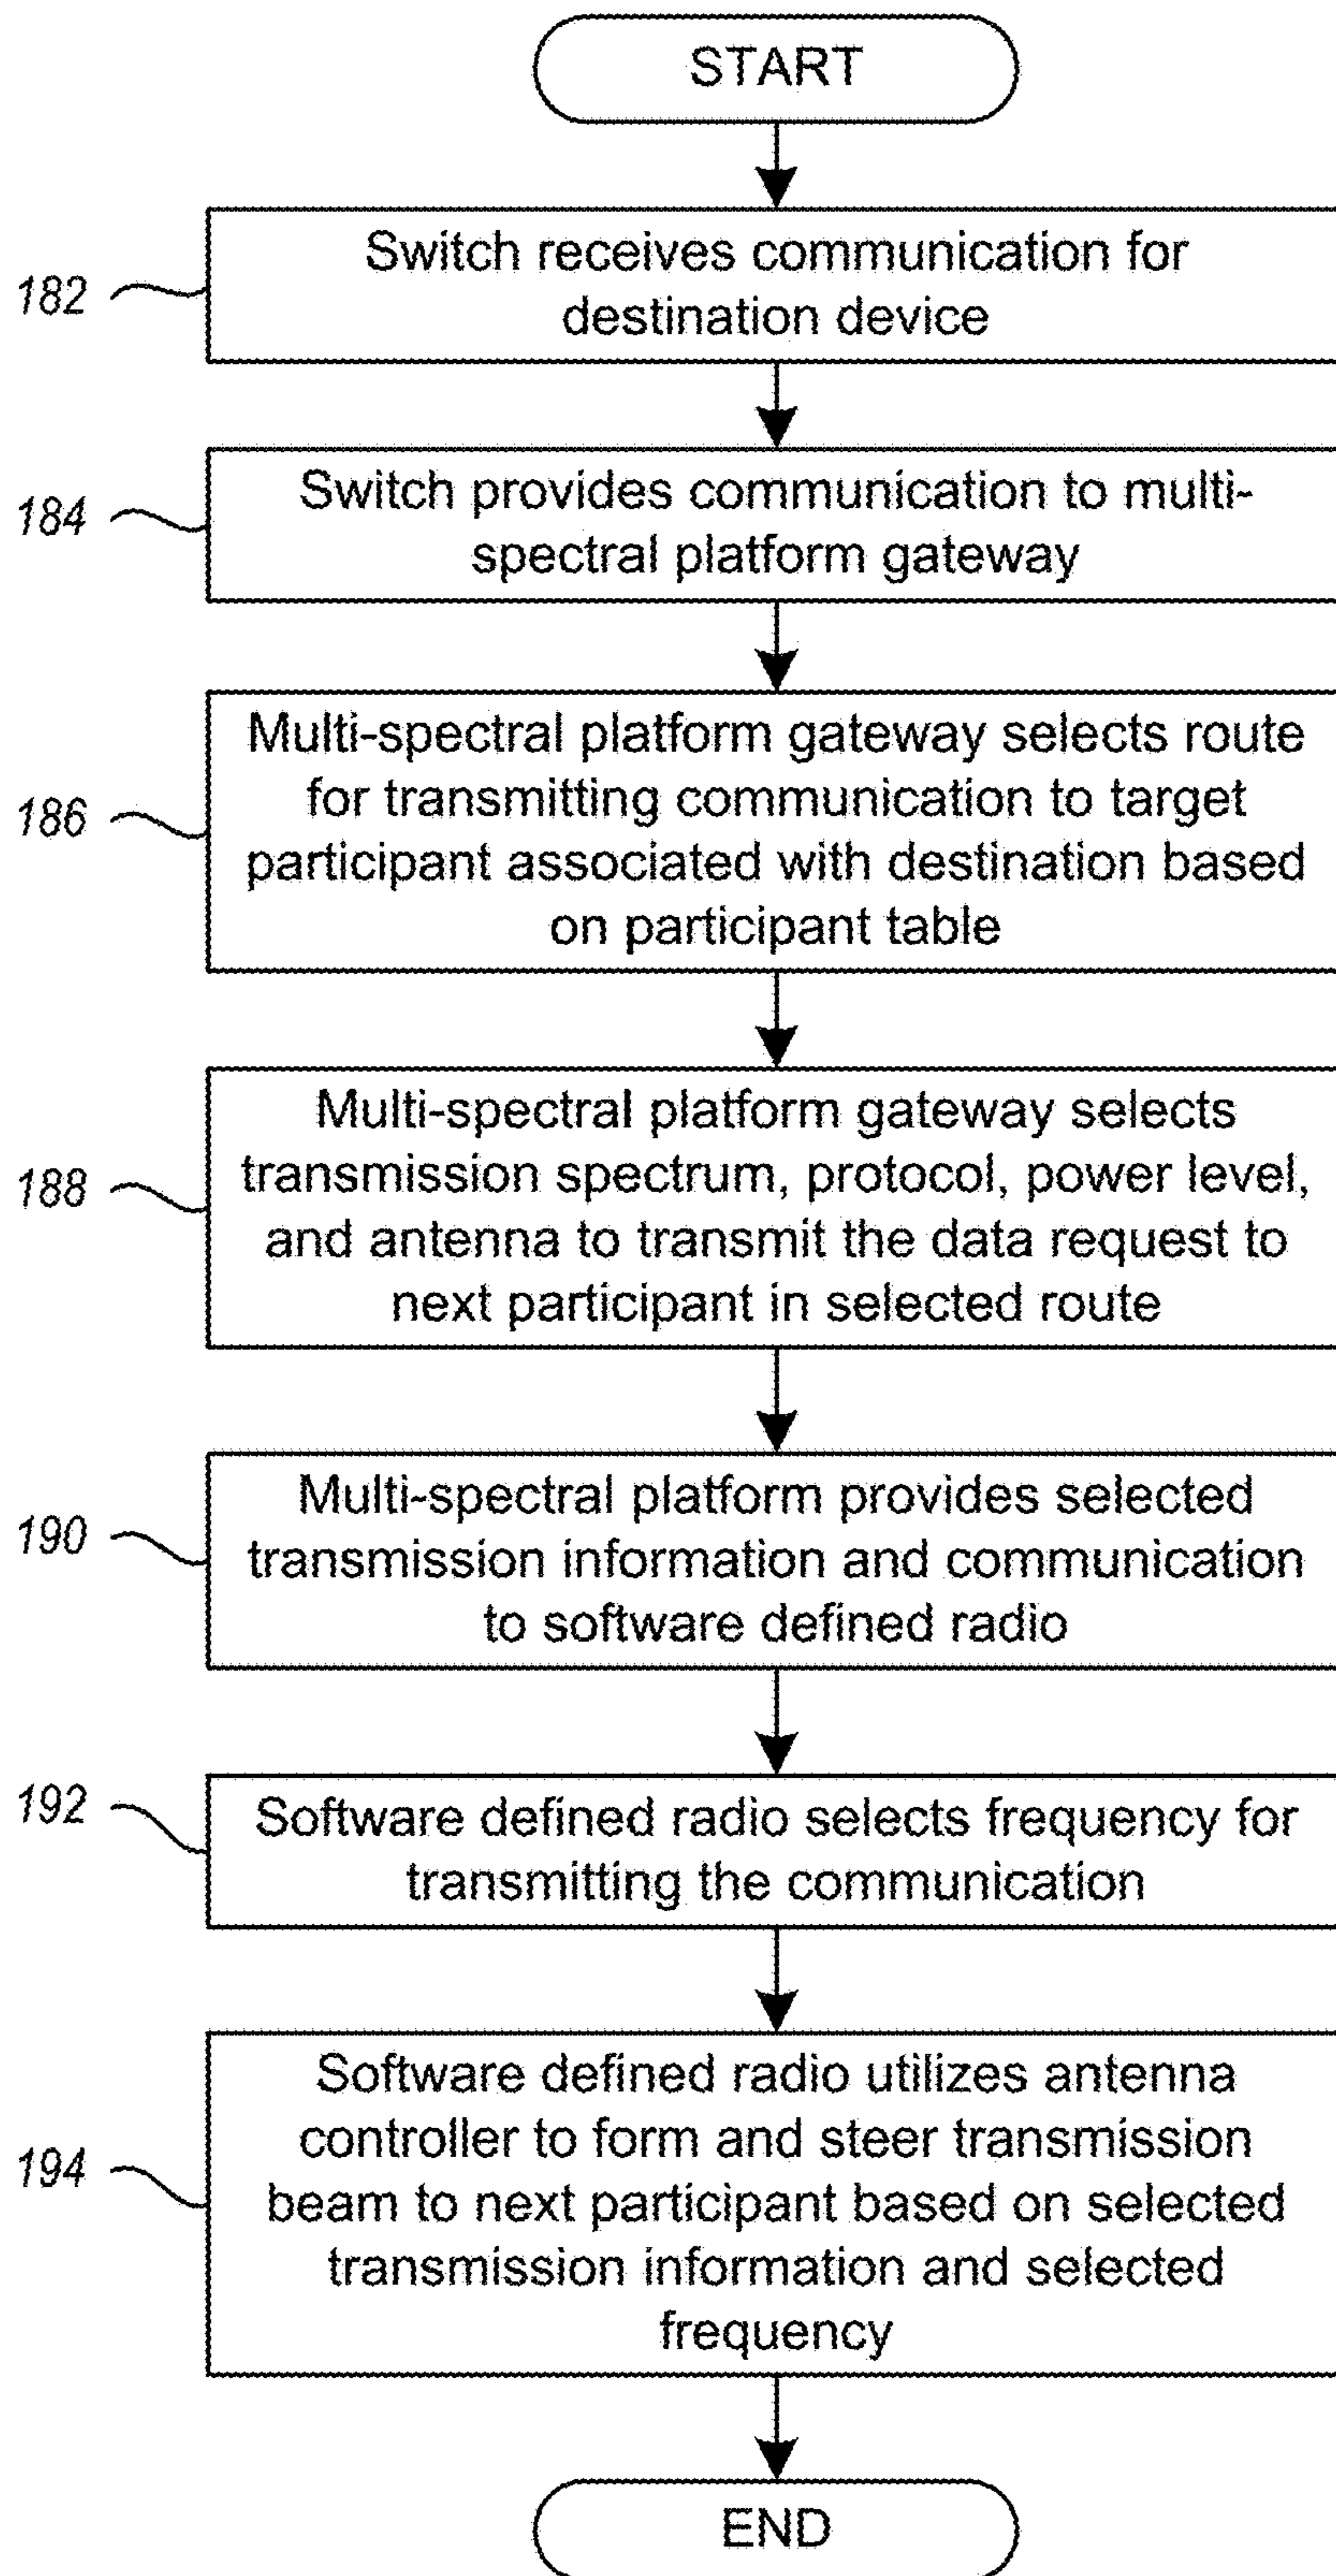 START
182
Switch receives communication for
destination device
184
Switch provides communication to multi-
spectral platform gateway
186
Multi-spectral platform gateway selects route
for transmitting communication to target
participant associated with destination based
on participant table
188
Multi-spectral platform gateway selects
transmission spectrum, protocol, power level,
and antenna to transmit the data request to
next participant in selected route
190
Multi-spectral platform provides selected
transmission information and communication
to software defined radio
192
Software defined radio selects frequency for
transmitting the communication
194
Software defined radio utilizes antenna
controller to form and steer transmission
beam to next participant based on selected
transmission information and selected
frequency
END